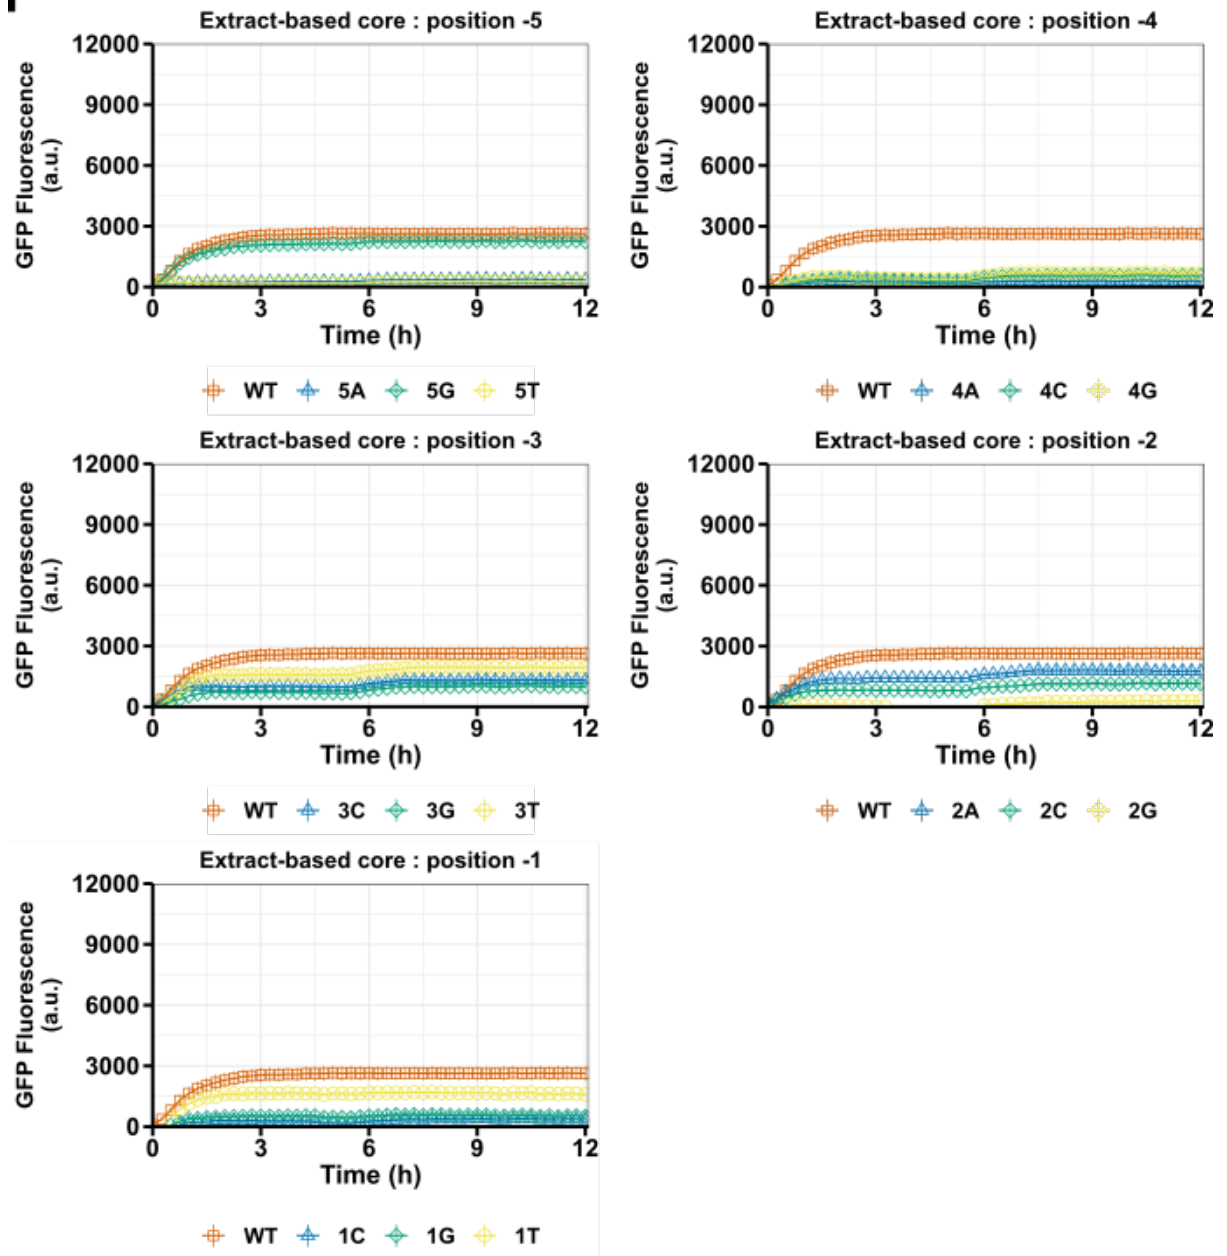 Extract-based core : position -5
12000
9000
6000
3000
0
GFP Fluorescence
(a.u.)
0 3 6 9 12
Time (h)
WT 5A 5G 5T
Extract-based core : position -4
12000
9000
6000
3000
0
GFP Fluorescence
(a.u.)
0 3 6 9 12
Time (h)
WT 4A 4C 4G
Extract-based core : position -3
12000
9000
6000
3000
0
GFP Fluorescence
(a.u.)
0 3 6 9 12
Time (h)
WT 3C 3G 3T
Extract-based core : position -2
12000
9000
6000
3000
0
GFP Fluorescence
(a.u.)
0 3 6 9 12
Time (h)
WT 2A 2C 2G
Extract-based core : position -1
12000
9000
6000
3000
0
GFP Fluorescence
(a.u.)
0 3 6 9 12
Time (h)
WT 1C 1G 1T